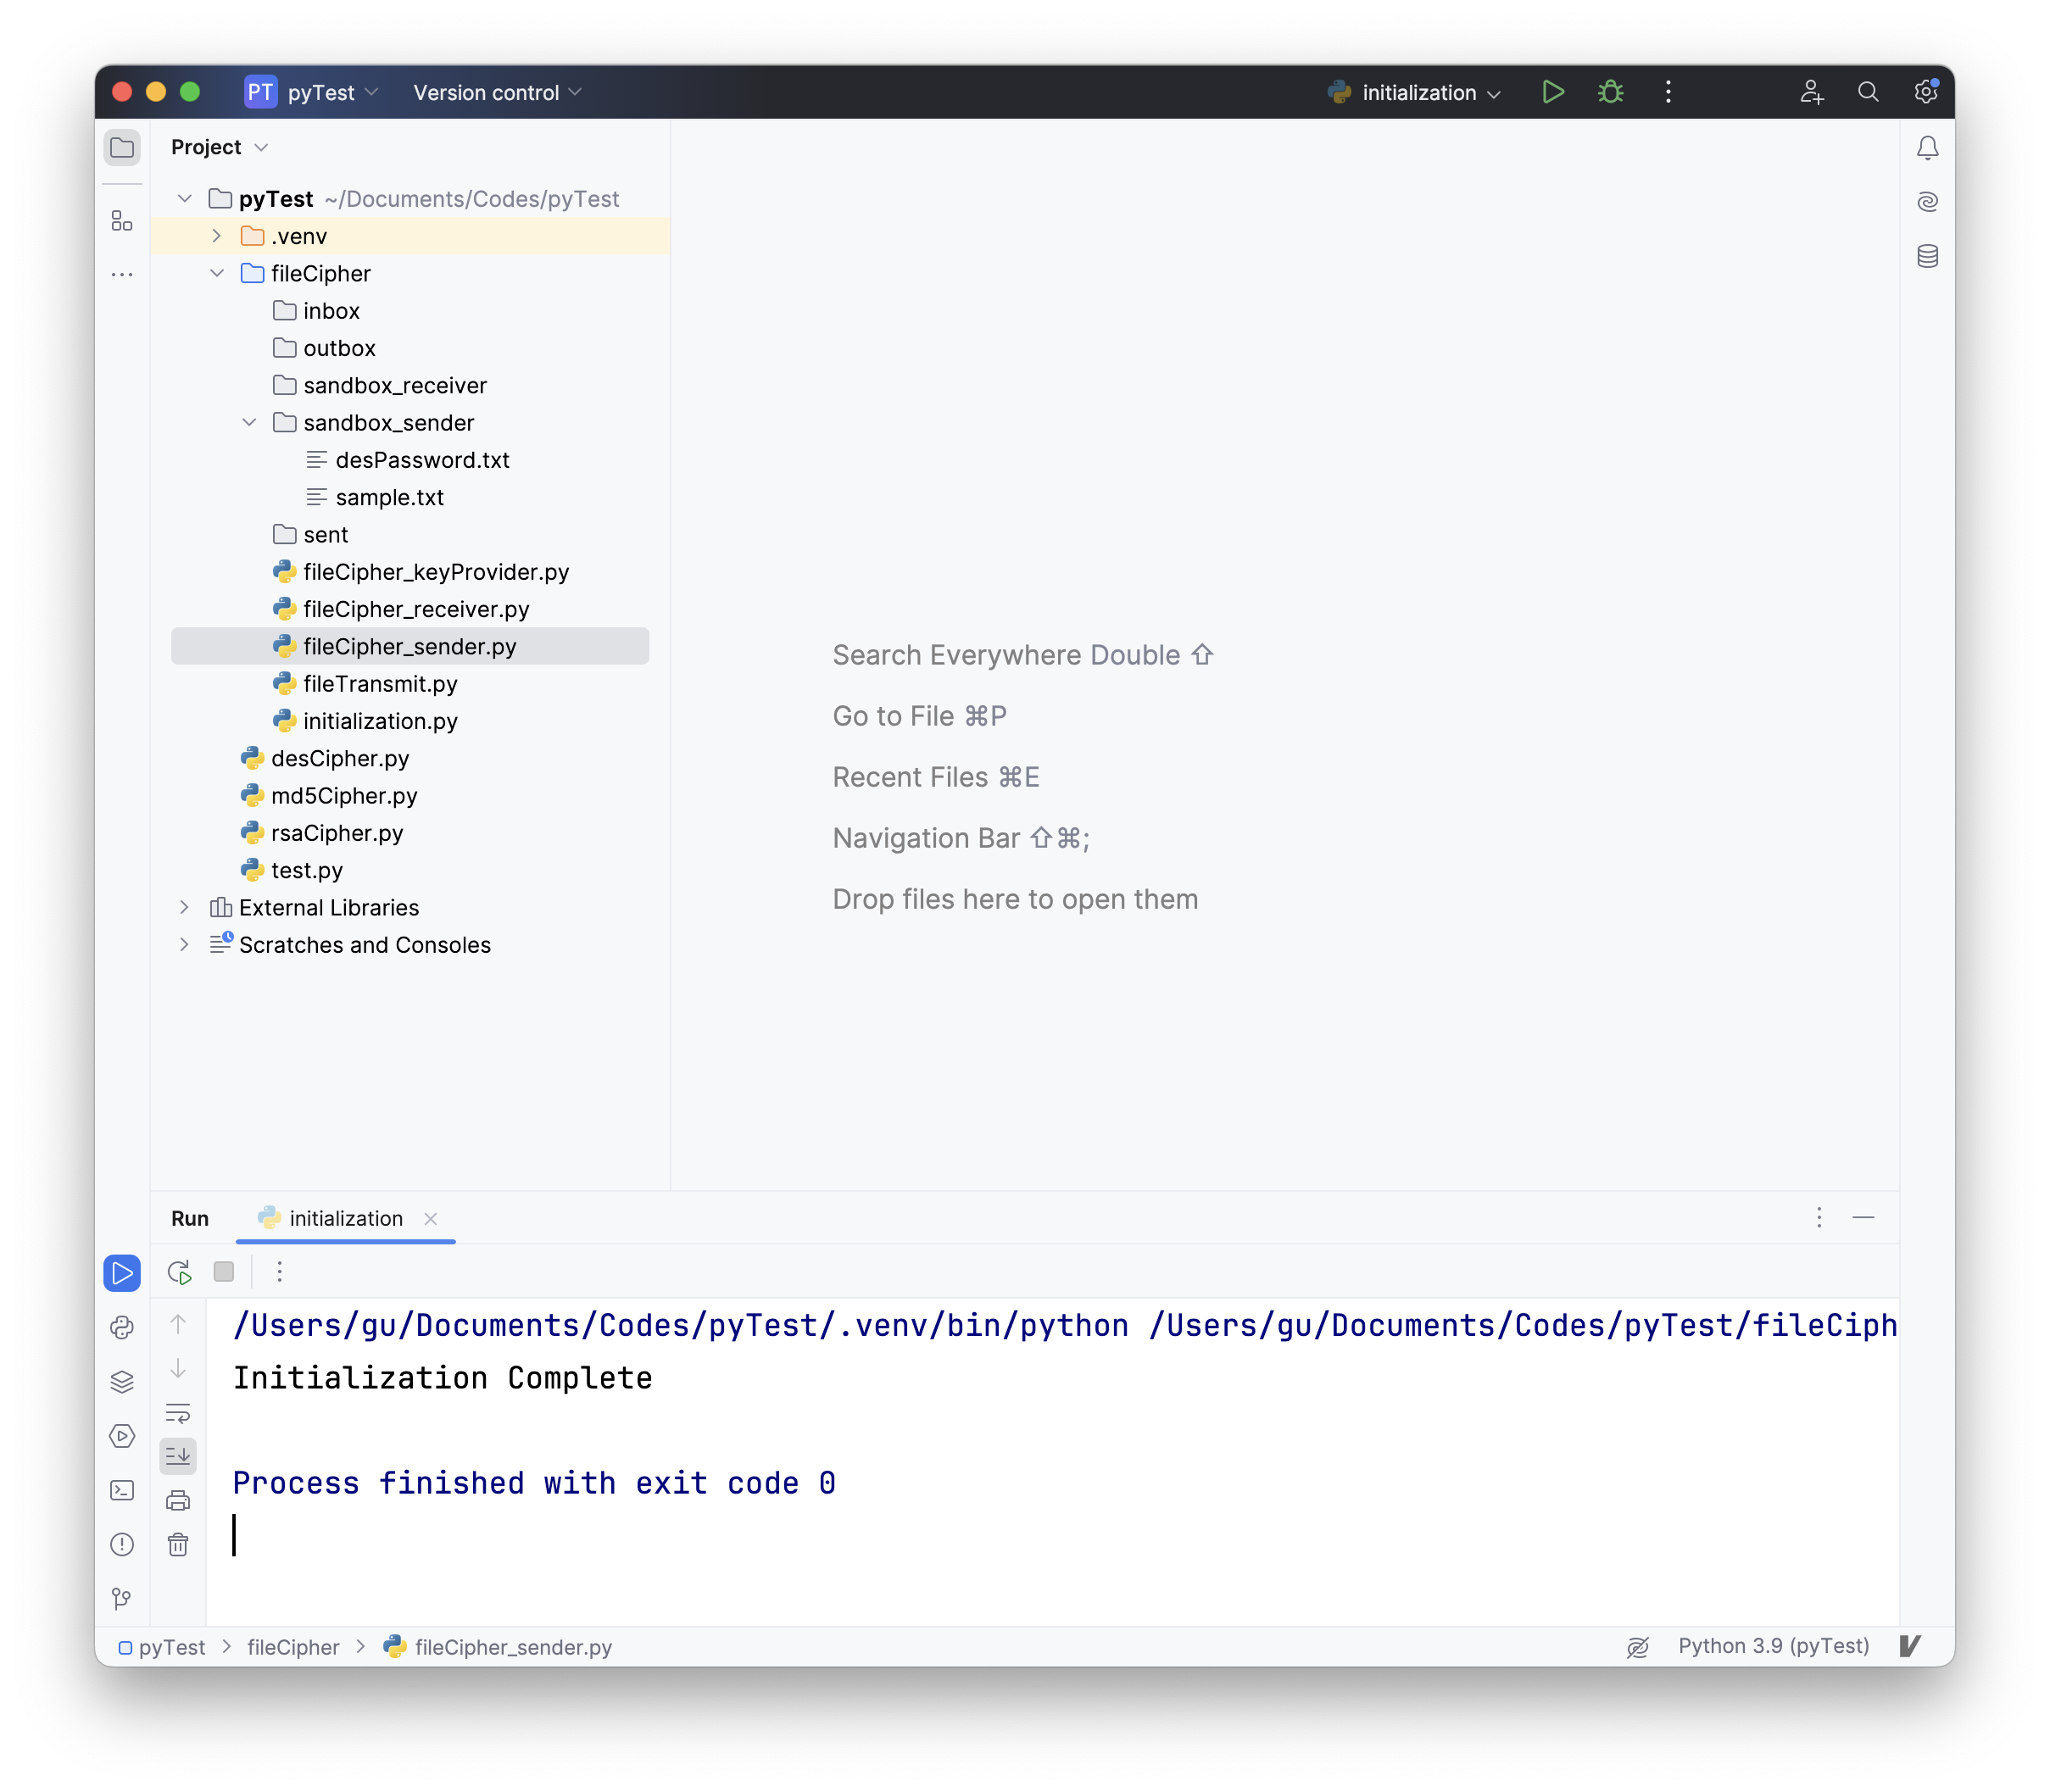 PT pyTest Version control initialization
Project
pyTest ~/Documents/Codes/pyTest
.venv
fileCipher
inbox
outbox
sandbox_receiver
sandbox_sender
desPassword.txt
sample.txt
sent
fileCipher_keyProvider.py
fileCipher_receiver.py
fileCipher_sender.py
fileTransmit.py
initialization.py
desCipher.py
md5Cipher.py
rsaCipher.py
test.py
External Libraries
Scratches and Consoles
Search Everywhere Double ⇧
Go to File ⌘P
Recent Files ⌘E
Navigation Bar ⇧⌘;
Drop files here to open them
Run initialization
/Users/gu/Documents/Codes/pyTest/.venv/bin/python /Users/gu/Documents/Codes/pyTest/fileCiph
Initialization Complete
Process finished with exit code 0
pyTest > fileCipher > fileCipher_sender.py Python 3.9 (pyTest)